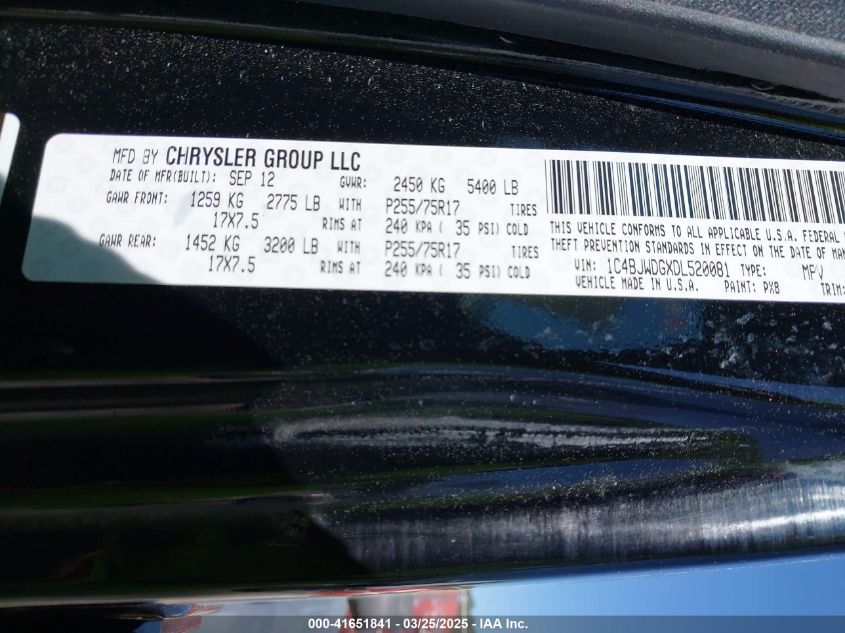 MFD BY CHRYSLER GROUP LLC
DATE OF MFR(BUILT): SEP 12 GVWR: 2450 KG 5400 LB
GAWR FRONT: 1259 KG 2775 LB WITH P255/75R17 TIRES
17X7.5 RIMS AT 240 KPA ( 35 PSI) COLD
GAWR REAR: 1452 KG 3200 LB WITH P255/75R17 TIRES
17X7.5 RIMS AT 240 KPA ( 35 PSI) COLD
THIS VEHICLE CONFORMS TO ALL APPLICABLE U.S.A. FEDERAL
THEFT PREVENTION STANDARDS IN EFFECT ON THE DATE OF MAN
VIN: 1C4BJWDGXDL520081 TYPE: MPV
VEHICLE MADE IN U.S.A. PAINT: PX8 TRIM:
000-41651841 - 03/25/2025 - IAA Inc.